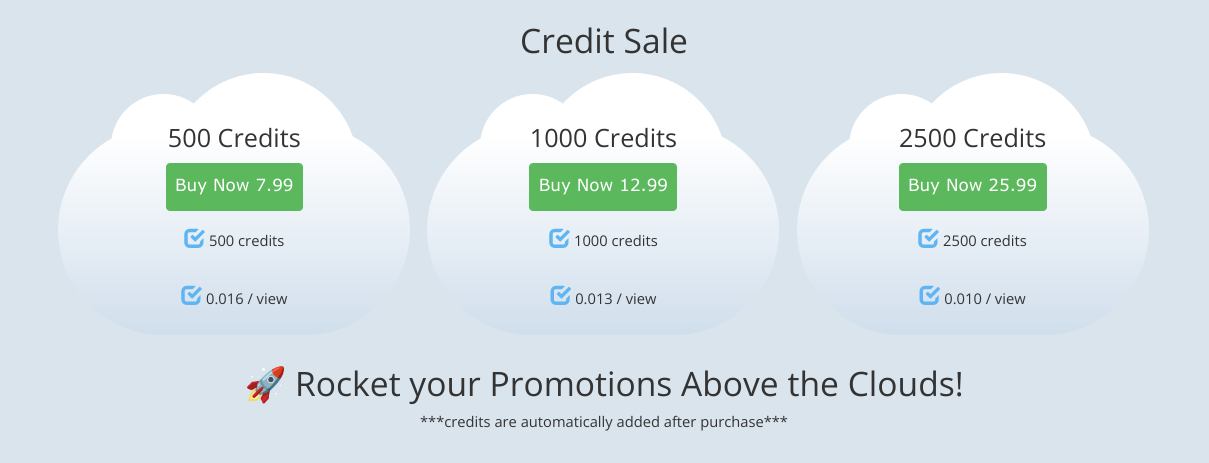 Credit Sale
500 Credits
Buy Now 7.99
500 credits
0.016 / view
1000 Credits
Buy Now 12.99
1000 credits
0.013 / view
2500 Credits
Buy Now 25.99
2500 credits
0.010 / view
🚀 Rocket your Promotions Above the Clouds!
***credits are automatically added after purchase***